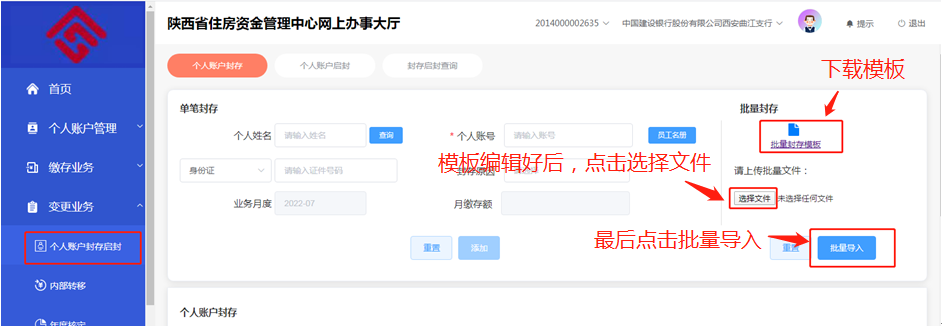 陕西省住房资金管理中心网上办事大厅
2014000002635
中国建设银行股份有限公司西安曲江支行
提示
退出
首页
个人账户管理
缴存业务
变更业务
个人账户封存启封
内部转移
年度核定
个人账户封存
个人账户启封
封存启封查询
下载模板
单笔封存
批量封存
个人姓名
请输入姓名
查询
* 个人账号
请输入账号
员工名册
批量封存模板
模板编辑好后，点击选择文件
身份证
请输入证件号码
封存原因
请上传批量文件：
选择文件
未选择任何文件
业务月度
2022-07
月缴存额
最后点击批量导入
重置
添加
重置
批量导入
个人账户封存